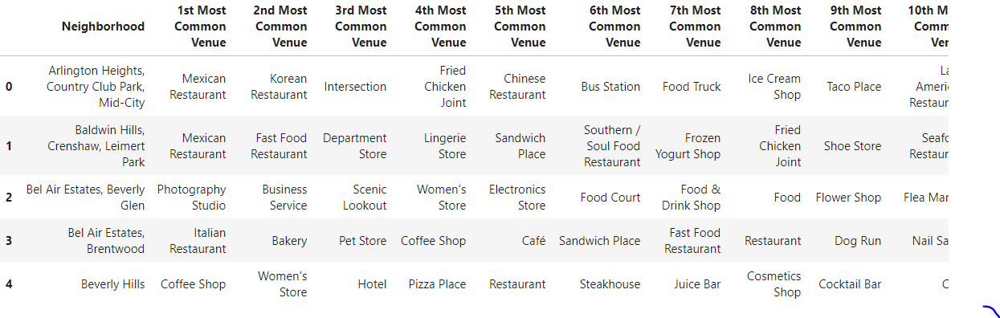 Neighborhood
1st Most
Common
Venue
2nd Most
Common
Venue
3rd Most
Common
Venue
4th Most
Common
Venue
5th Most
Common
Venue
6th Most
Common
Venue
7th Most
Common
Venue
8th Most
Common
Venue
9th Most
Common
Venue
10th M
0
Arlington Heights,
Country Club Park,
Mid-City
Mexican
Restaurant
Korean
Restaurant
Intersection
Fried
Chicken
Joint
Chinese
Restaurant
Bus Station
Food Truck
Ice Cream
Shop
Taco Place
1
Baldwin Hills,
Crenshaw, Leimert
Park
Mexican
Restaurant
Fast Food
Restaurant
Department
Store
Lingerie
Store
Sandwich
Place
Southern /
Soul Food
Restaurant
Frozen
Yogurt Shop
Fried
Chicken
Joint
Shoe Store
2
Bel Air Estates, Beverly
Glen
Photography
Studio
Business
Service
Scenic
Lookout
Women's
Store
Electronics
Store
Food Court
Food &
Drink Shop
Food
Flower Shop
Flea Mar
3
Bel Air Estates,
Brentwood
Italian
Restaurant
Bakery
Pet Store
Coffee Shop
Café
Sandwich Place
Fast Food
Restaurant
Restaurant
Dog Run
Nail Sa
4
Beverly Hills
Coffee Shop
Women's
Store
Hotel
Pizza Place
Restaurant
Steakhouse
Juice Bar
Cosmetics
Shop
Cocktail Bar